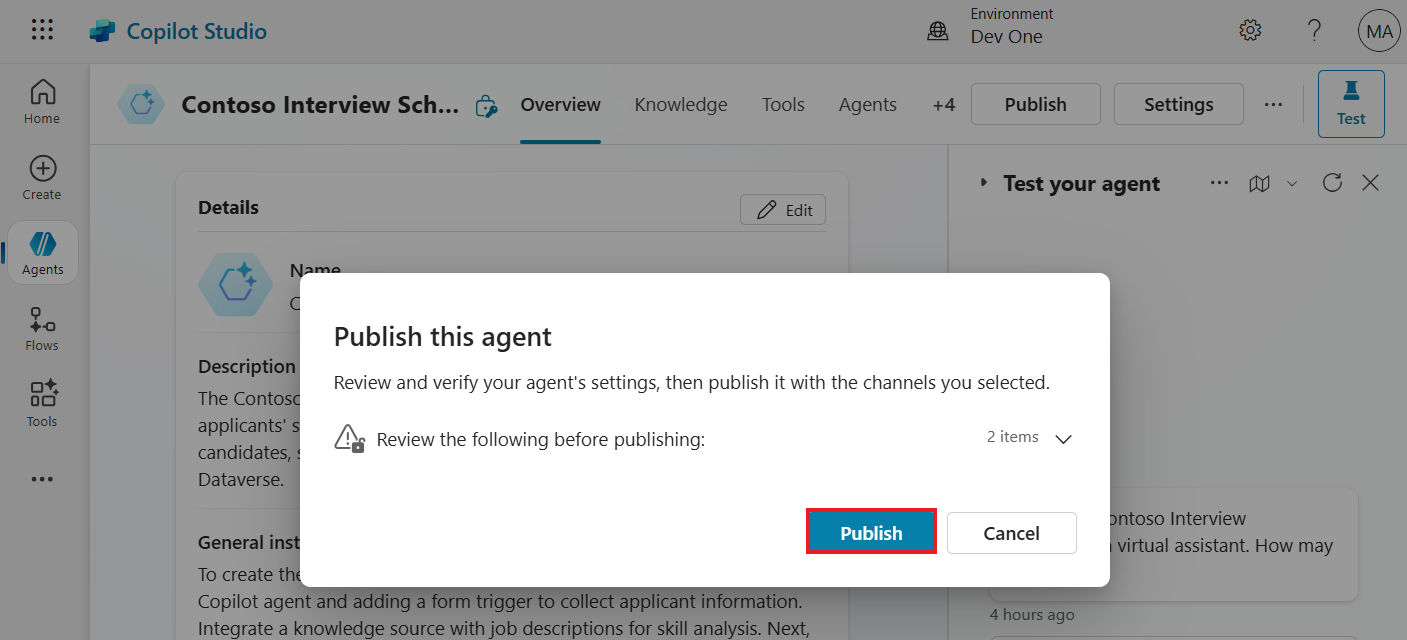 Copilot Studio
Environment
Dev One
MA
Home
Create
Agents
Flows
Tools
Contoso Interview Sch...
Overview
Knowledge
Tools
Agents
+4
Publish
Settings
Test
Details
Edit
Name
Description
The Contoso
applicants' s
candidates, s
Dataverse.
General inst
To create the
Copilot agent and adding a form trigger to collect applicant information.
Integrate a knowledge source with job descriptions for skill analysis. Next,
Publish this agent
Review and verify your agent's settings, then publish it with the channels you selected.
Review the following before publishing:
2 items
Publish
Cancel
Test your agent
ontoso Interview
virtual assistant. How may
4 hours ago